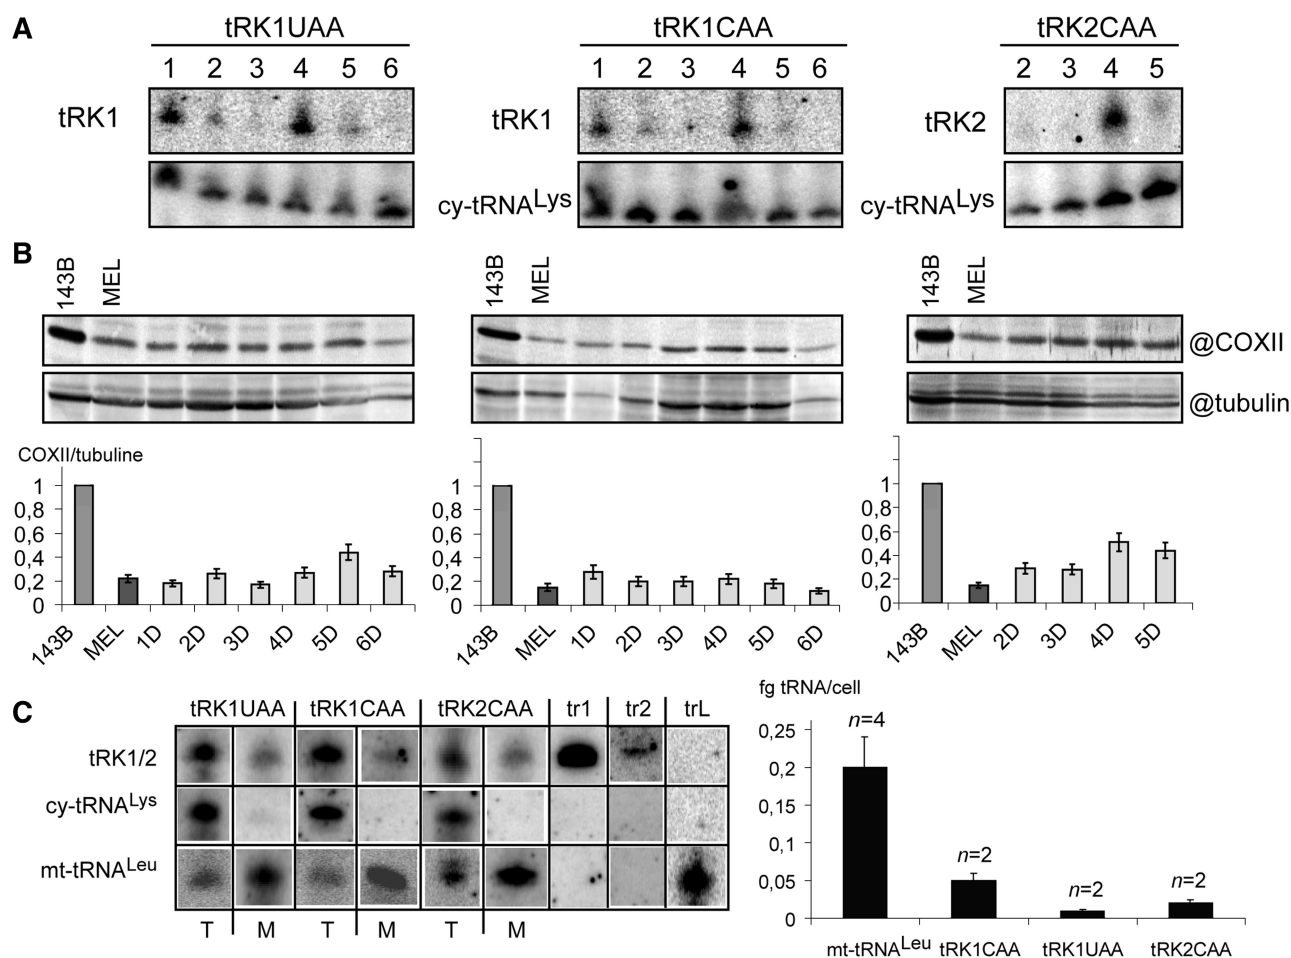 A
tRK1UAA tRK1CAA tRK2CAA
1 2 3 4 5 6 1 2 3 4 5 6 2 3 4 5
tRK1 tRK1 tRK2
cy-tRNALys cy-tRNALys
B
143B MEL 143B MEL 143B MEL
@COXII
@tubulin
COXII/tubuline
1 1 1
0,8 0,8 0,8
0,6 0,6 0,6
0,4 0,4 0,4
0,2 0,2 0,2
0 0 0
143B MEL 1D 2D 3D 4D 5D 6D 143B MEL 1D 2D 3D 4D 5D 6D 143B MEL 2D 3D 4D 5D
C
tRK1UAA tRK1CAA tRK2CAA tr1 tr2 trL
tRK1/2
cy-tRNALys
mt-tRNALeu
T M T M T M
fg tRNA/cell
0,25
0,2
0,15
0,1
0,05
0
n=4
n=2
n=2
n=2
mt-tRNALeu tRK1CAA tRK1UAA tRK2CAA